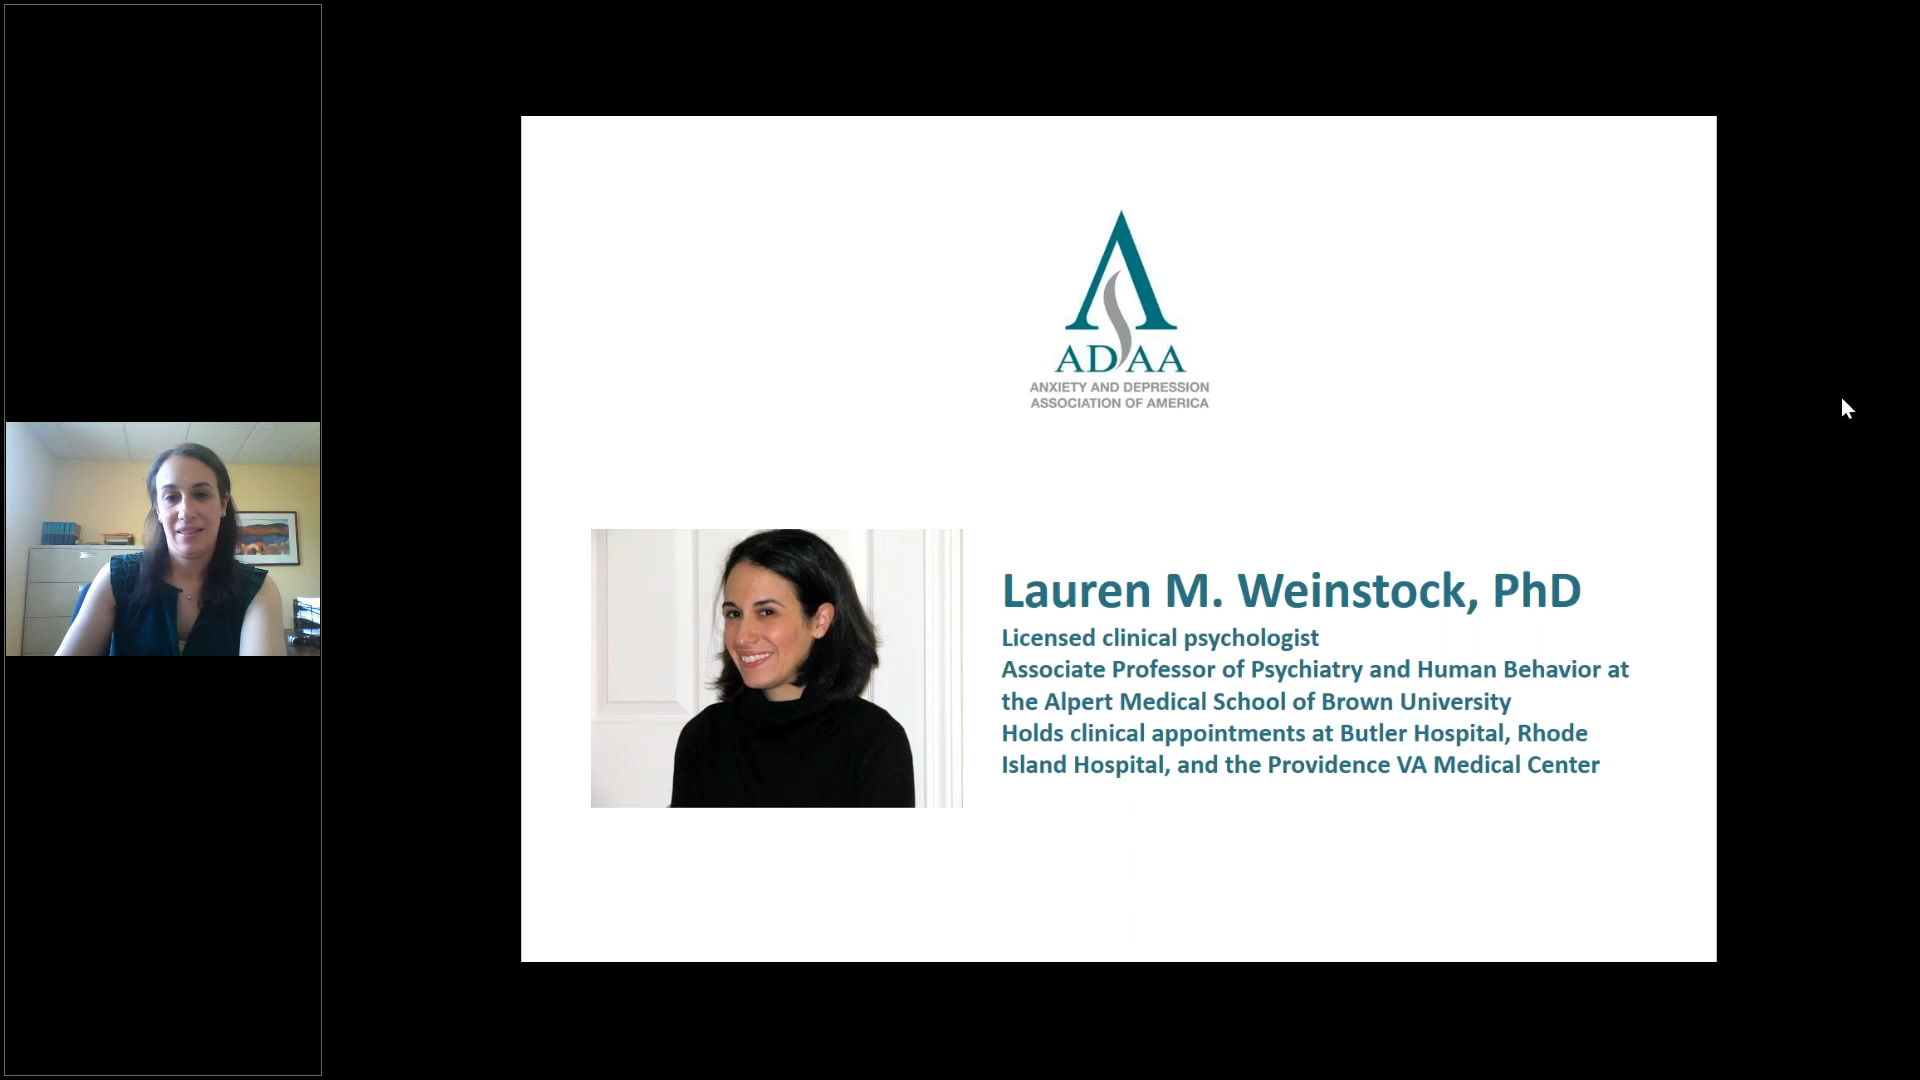 ADAA
ANXIETY AND DEPRESSION
ASSOCIATION OF AMERICA
Lauren M. Weinstock, PhD
Licensed clinical psychologist
Associate Professor of Psychiatry and Human Behavior at
the Alpert Medical School of Brown University
Holds clinical appointments at Butler Hospital, Rhode
Island Hospital, and the Providence VA Medical Center